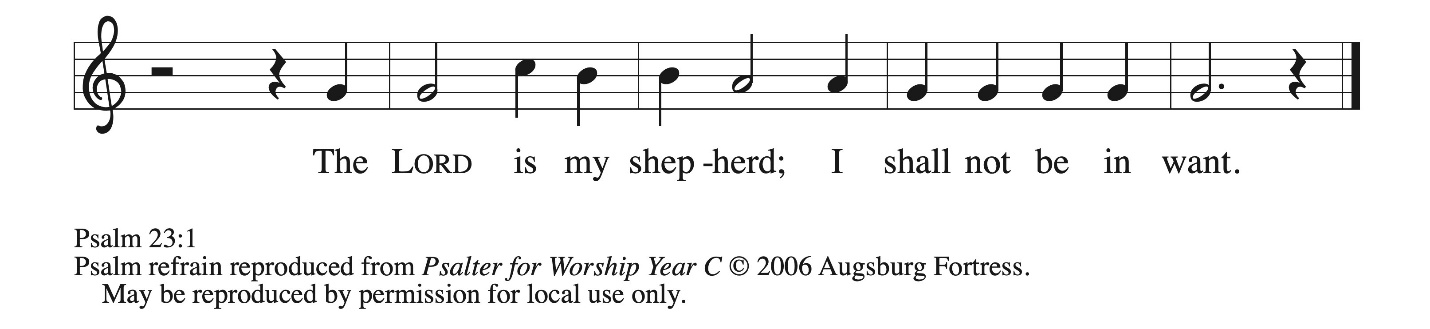 The LORD is my shep -herd; I shall not be in want.
Psalm 23:1
Psalm refrain reproduced from Psalter for Worship Year C © 2006 Augsburg Fortress.
May be reproduced by permission for local use only.